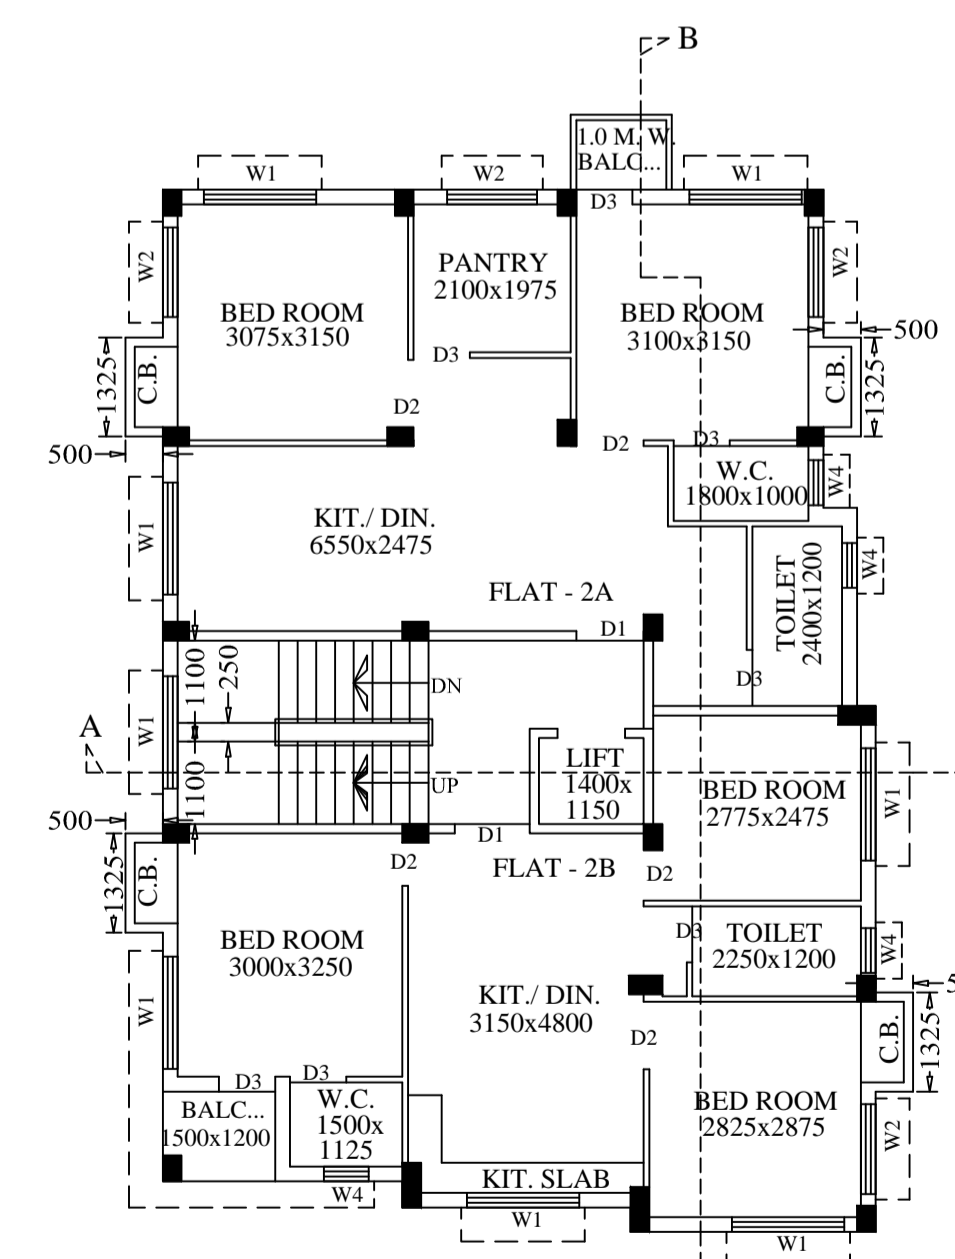 B
1.0 M. W.
BALC...
W1
W2
W1
D3
W2
W2
PANTRY
2100x1975
BED ROOM
3075x3150
BED ROOM
3100x3150
500
D3
C.B.
1325
C.B.
1325
D2
500
D2
D3
W.C.
1800x1000
W4
W1
KIT./ DIN.
6550x2475
W4
TOILET
2400x1200
FLAT - 2A
D1
1100
250
D3
DN
W1
A
LIFT
1400x
1150
UP
1100
BED ROOM
2775x2475
W1
500
D1
D2
FLAT - 2B
D2
C.B.
1325
BED ROOM
3000x3250
D3
TOILET
2250x1200
W4
W1
KIT./ DIN.
3150x4800
5
D2
C.B.
1325
D3
D3
BALC...
1500x1200
W.C.
1500x
1125
BED ROOM
2825x2875
W2
KIT. SLAB
W4
W1
W1